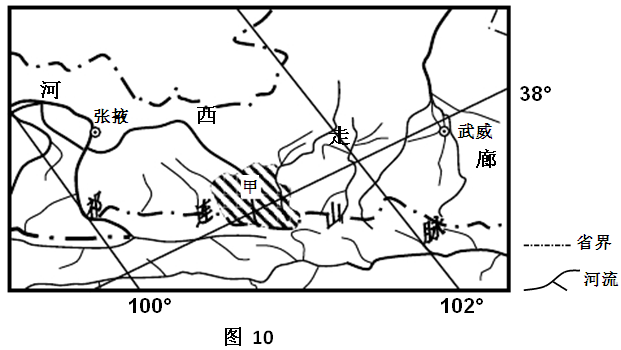 河 西 走 廊
张掖
武威
甲
祁 连 山 脉
38°
100°
102°
省界
河流
图 10